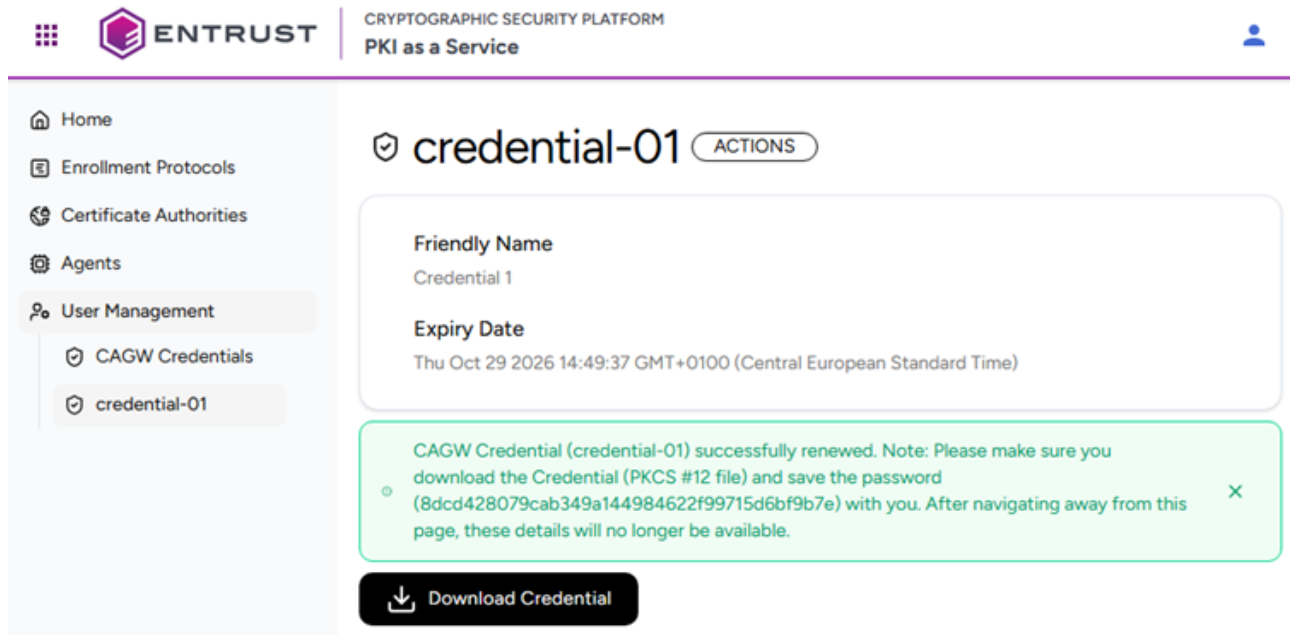 ENTRUST
CRYPTOGRAPHIC SECURITY PLATFORM
PKI as a Service
Home
Enrollment Protocols
Certificate Authorities
Agents
User Management
CAGW Credentials
credential-01
credential-01 ACTIONS
Friendly Name
Credential 1
Expiry Date
Thu Oct 29 2026 14:49:37 GMT+0100 (Central European Standard Time)
CAGW Credential (credential-01) successfully renewed. Note: Please make sure you
download the Credential (PKCS #12 file) and save the password
(8dcd428079cab349a144984622f99715d6bf9b7e) with you. After navigating away from this
page, these details will no longer be available.
Download Credential